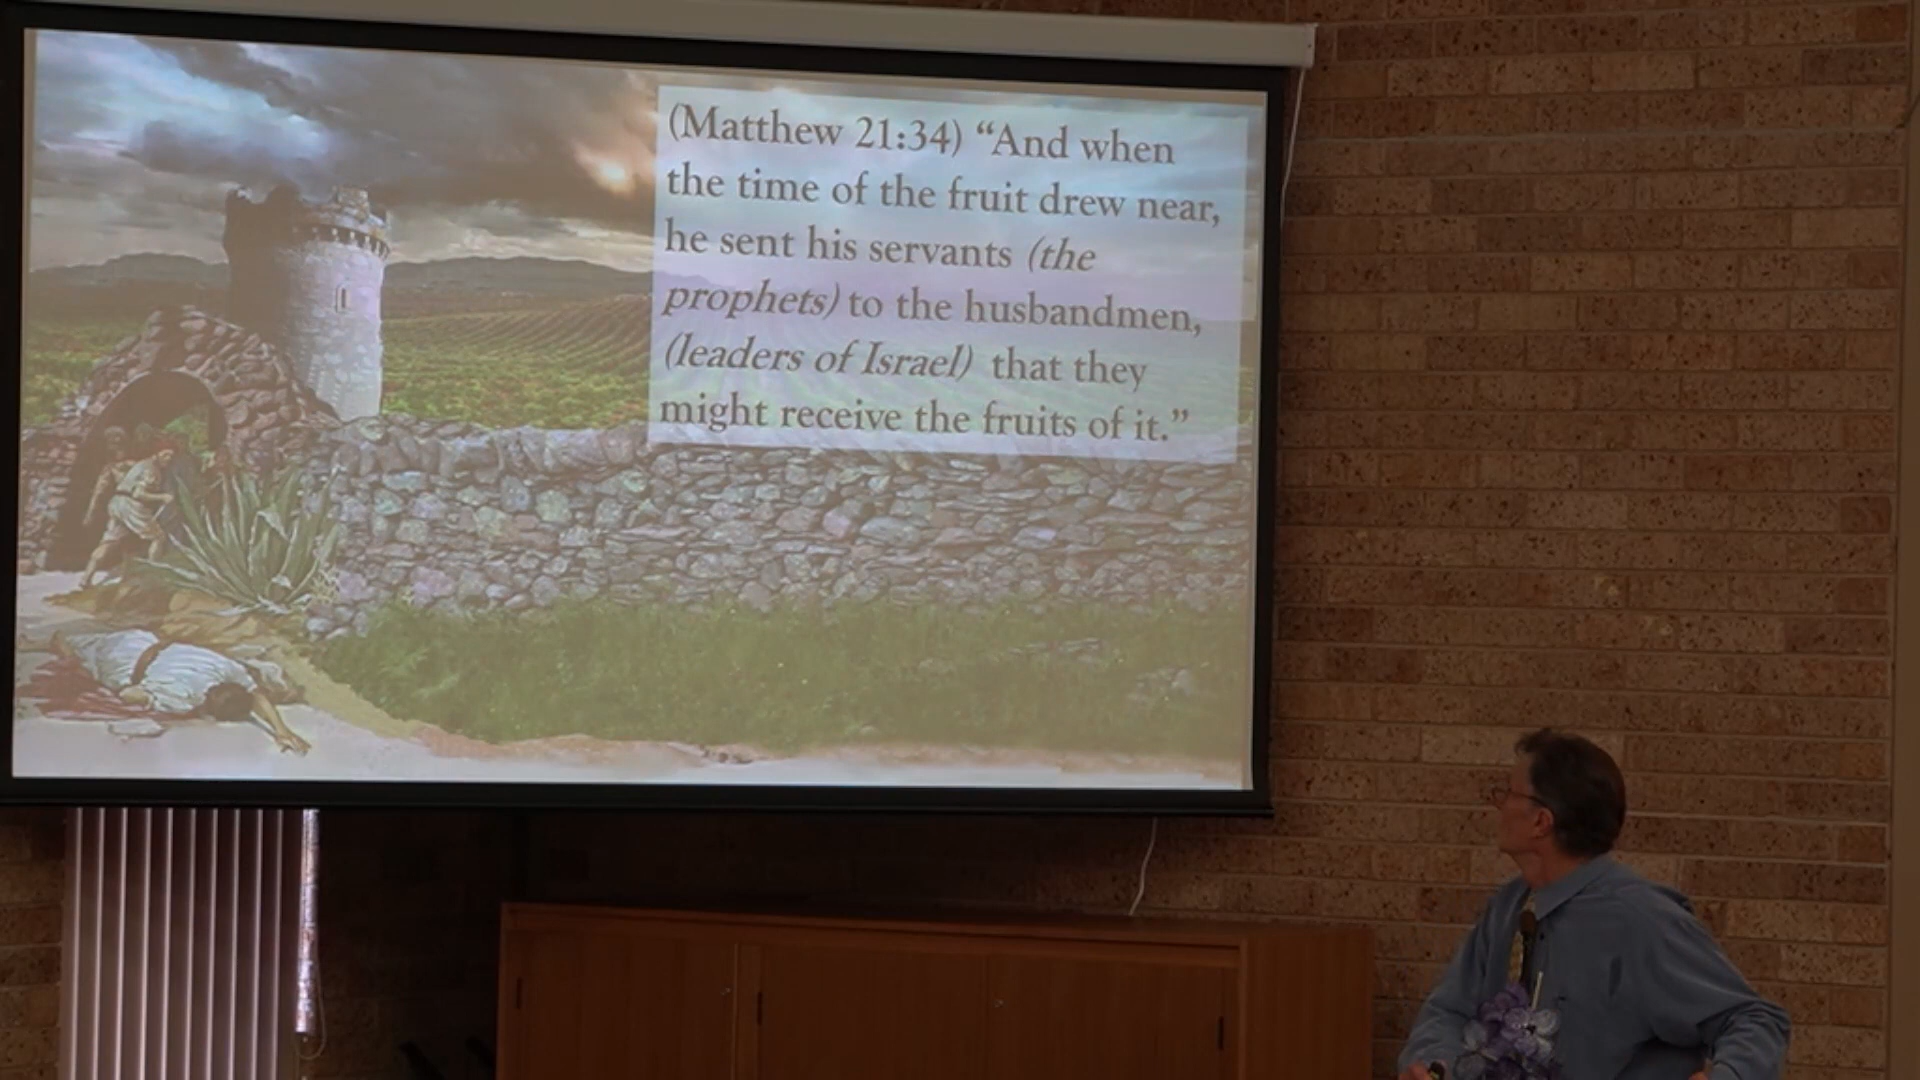 (Matthew 21:34) “And when
the time of the fruit drew near,
he sent his servants (the
prophets) to the husbandmen,
(leaders of Israel) that they
might receive the fruits of it.”